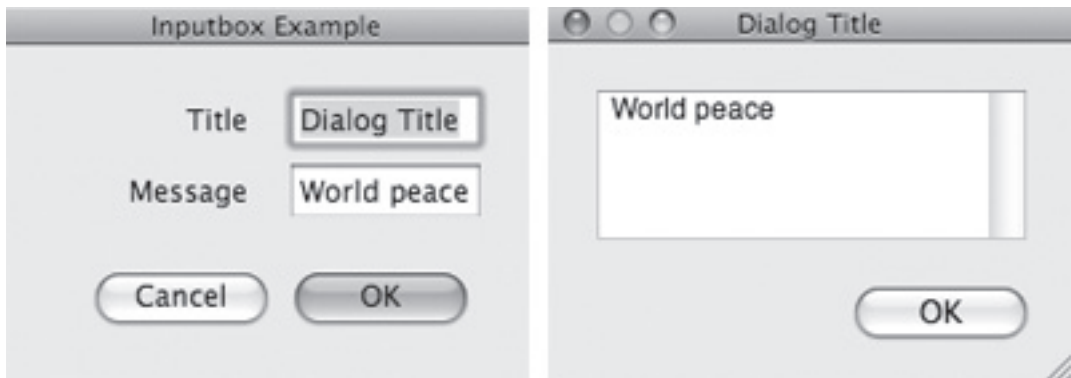 Inputbox Example
Title Dialog Title
Message World peace
Cancel OK
Dialog Title
World peace
OK